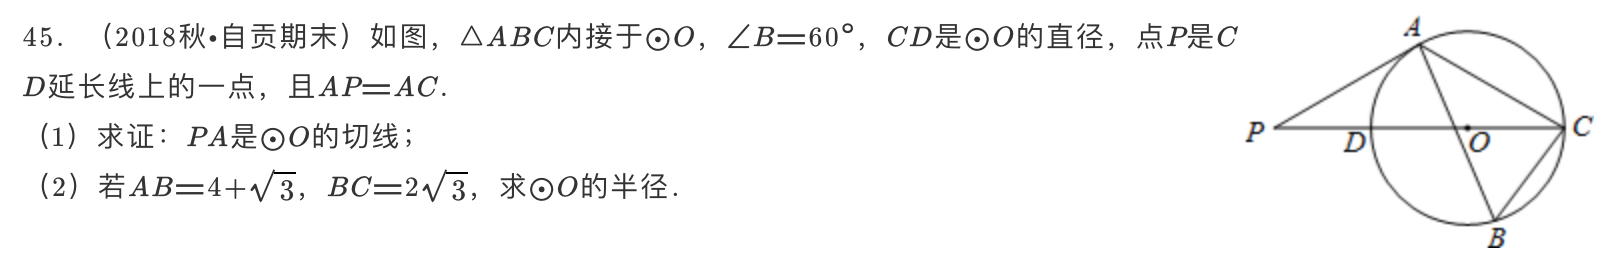 45. （2018秋•自贡期末）如图，△ABC内接于⊙O，∠B=60°，CD是⊙O的直径，点P是C
D延长线上的一点，且AP=AC.
（1）求证：PA是⊙O的切线；
（2）若AB=4+√3，BC=2√3，求⊙O的半径.
A
P
D
O
C
B